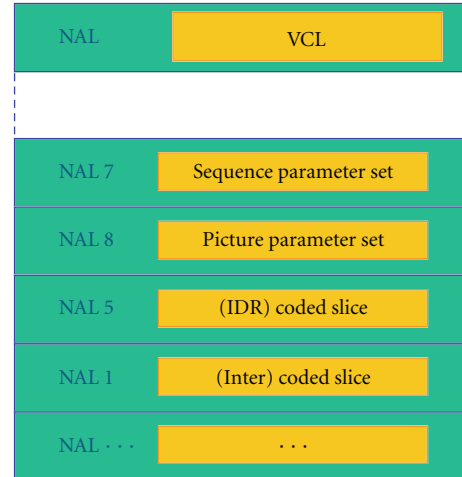 NAL VCL
NAL 7 Sequence parameter set
NAL 8 Picture parameter set
NAL 5 (IDR) coded slice
NAL 1 (Inter) coded slice
NAL · · · · · ·